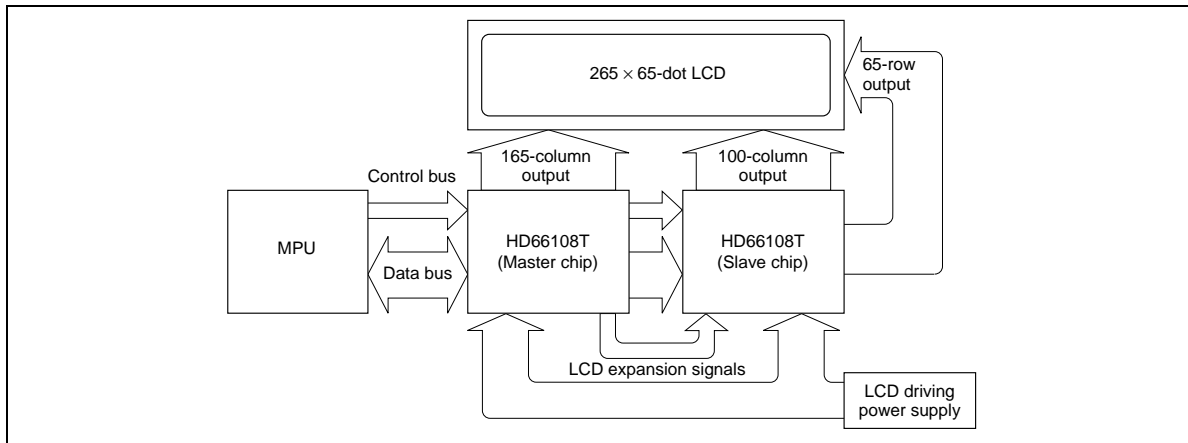 265 × 65-dot LCD
65-row
output
165-column
output
100-column
output
Control bus
MPU
HD66108T
(Master chip)
HD66108T
(Slave chip)
Data bus
LCD expansion signals
LCD driving
power supply